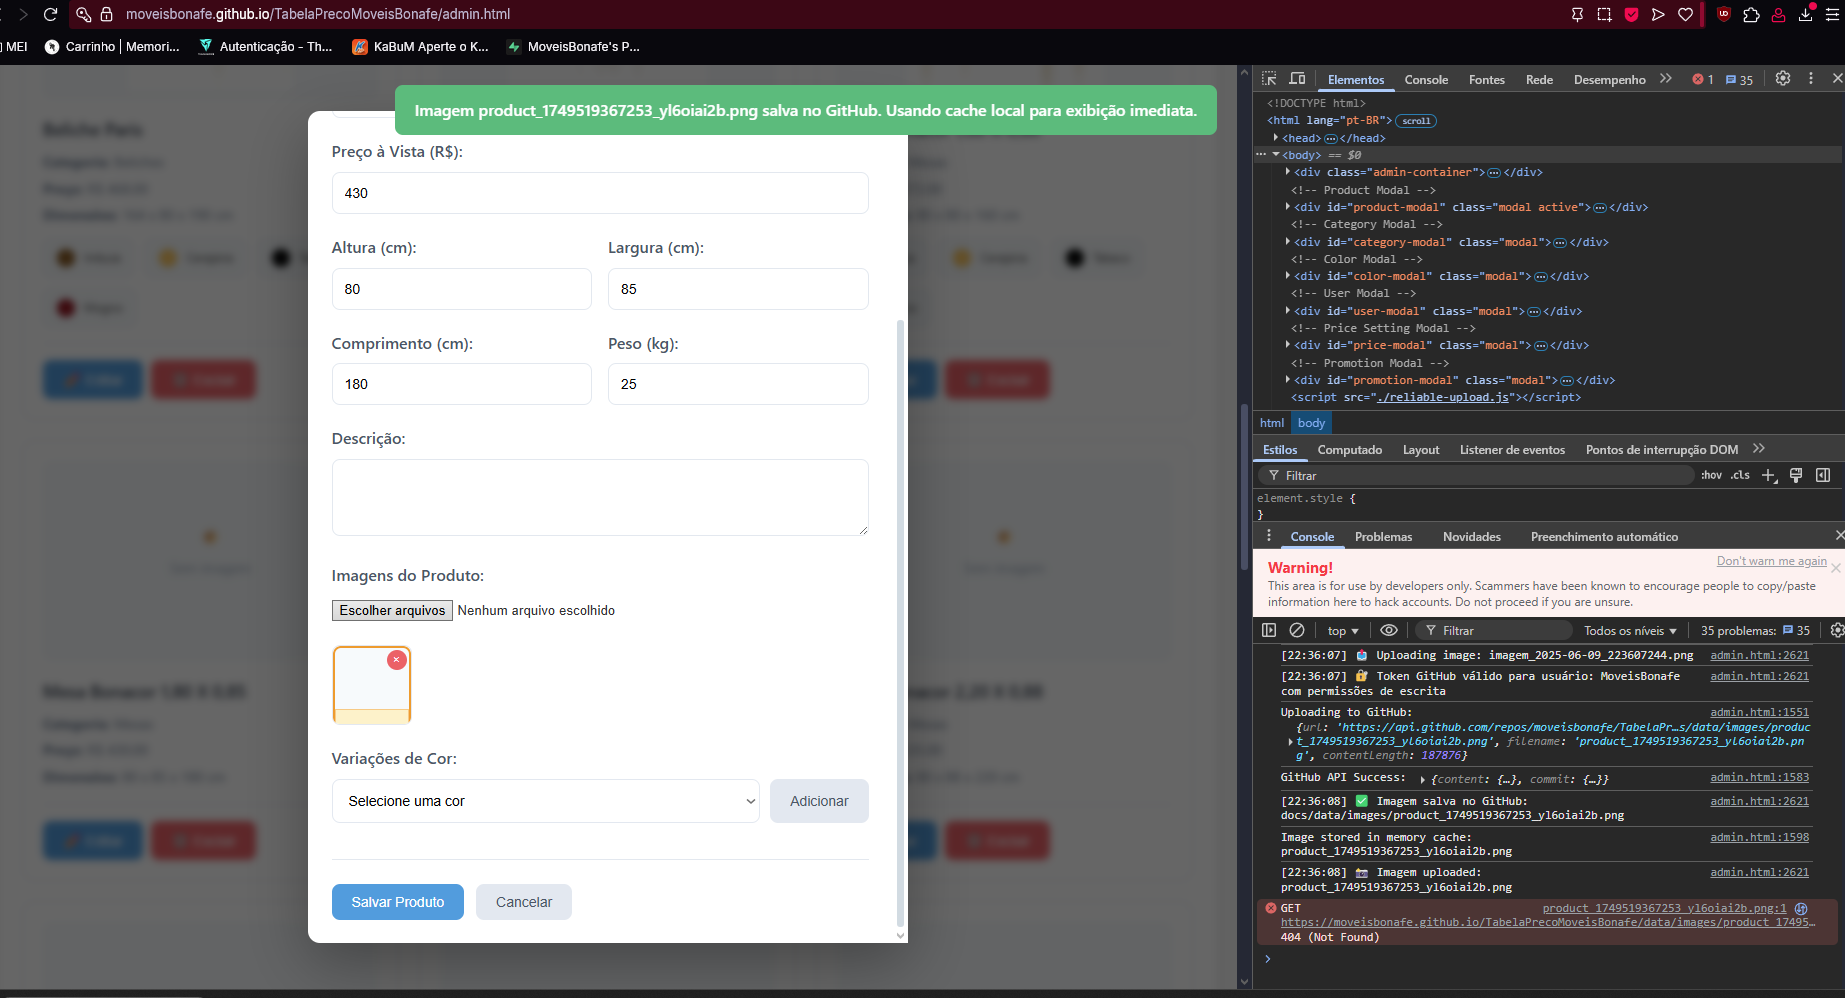 moveisbonafe.github.io/TabelaPrecoMoveisBonafe/admin.html
MEI
Carrinho | Memori...
Autenticação - Th...
KaBuM Aperte o K...
MoveisBonafe's P...
Imagem product_1749519367253_yl6oiai2b.png salva no GitHub. Usando cache local para exibição imediata.
Preço à Vista (R$):
430
Altura (cm):
Largura (cm):
80
85
Comprimento (cm):
Peso (kg):
180
25
Descrição:
Imagens do Produto:
Escolher arquivos Nenhum arquivo escolhido
×
Variações de Cor:
Selecione uma cor
Adicionar
Salvar Produto
Cancelar
Elementos Console Fontes Rede Desempenho 1 35
<!DOCTYPE html>
<html lang="pt-BR"> scroll
<head> </head>
<body> == $0
<div class="admin-container"> </div>
<!-- Product Modal -->
<div id="product-modal" class="modal active"> </div>
<!-- Category Modal -->
<div id="category-modal" class="modal"> </div>
<!-- Color Modal -->
<div id="color-modal" class="modal"> </div>
<!-- User Modal -->
<div id="user-modal" class="modal"> </div>
<!-- Price Setting Modal -->
<div id="price-modal" class="modal"> </div>
<!-- Promotion Modal -->
<div id="promotion-modal" class="modal"> </div>
<script src="./reliable-upload.js"></script>
html body
Estilos Computado Layout Listener de eventos Pontos de interrupção DOM
Filtrar :hov .cls
element.style {
}
Console Problemas Novidades Preenchimento automático
Don't warn me again
Warning!
This area is for use by developers only. Scammers have been known to encourage people to copy/paste
information here to hack accounts. Do not proceed if you are unsure.
top Filtrar Todos os níveis 35 problemas: 35
[22:36:07] Uploading image: imagem_2025-06-09_223607244.png admin.html:2621
[22:36:07] Token GitHub válido para usuário: MoveisBonafe admin.html:2621
com permissões de escrita
Uploading to GitHub: admin.html:1551
{url: 'https://api.github.com/repos/moveisbonafe/TabelaPr…s/data/images/produc
t_1749519367253_yl6oiai2b.png', filename: 'product_1749519367253_yl6oiai2b.pn
g', contentLength: 187876}
GitHub API Success: {content: {…}, commit: {…}} admin.html:1583
[22:36:08] Imagem salva no GitHub: admin.html:2621
docs/data/images/product_1749519367253_yl6oiai2b.png
Image stored in memory cache: admin.html:1598
product_1749519367253_yl6oiai2b.png
[22:36:08] Imagem uploaded: admin.html:2621
product_1749519367253_yl6oiai2b.png
GET product_1749519367253_yl6oiai2b.png:1
https://moveisbonafe.github.io/TabelaPrecoMoveisBonafe/data/images/product_17495…
404 (Not Found)